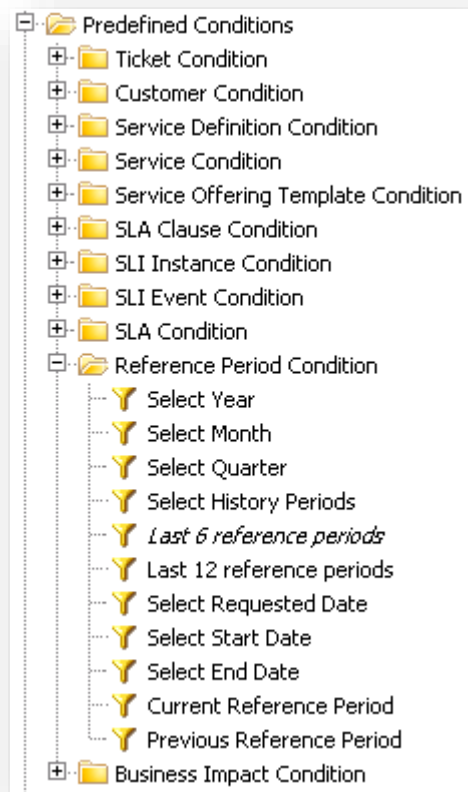 Predefined Conditions
Ticket Condition
Customer Condition
Service Definition Condition
Service Condition
Service Offering Template Condition
SLA Clause Condition
SLI Instance Condition
SLI Event Condition
SLA Condition
Reference Period Condition
Select Year
Select Month
Select Quarter
Select History Periods
Last 6 reference periods
Last 12 reference periods
Select Requested Date
Select Start Date
Select End Date
Current Reference Period
Previous Reference Period
Business Impact Condition